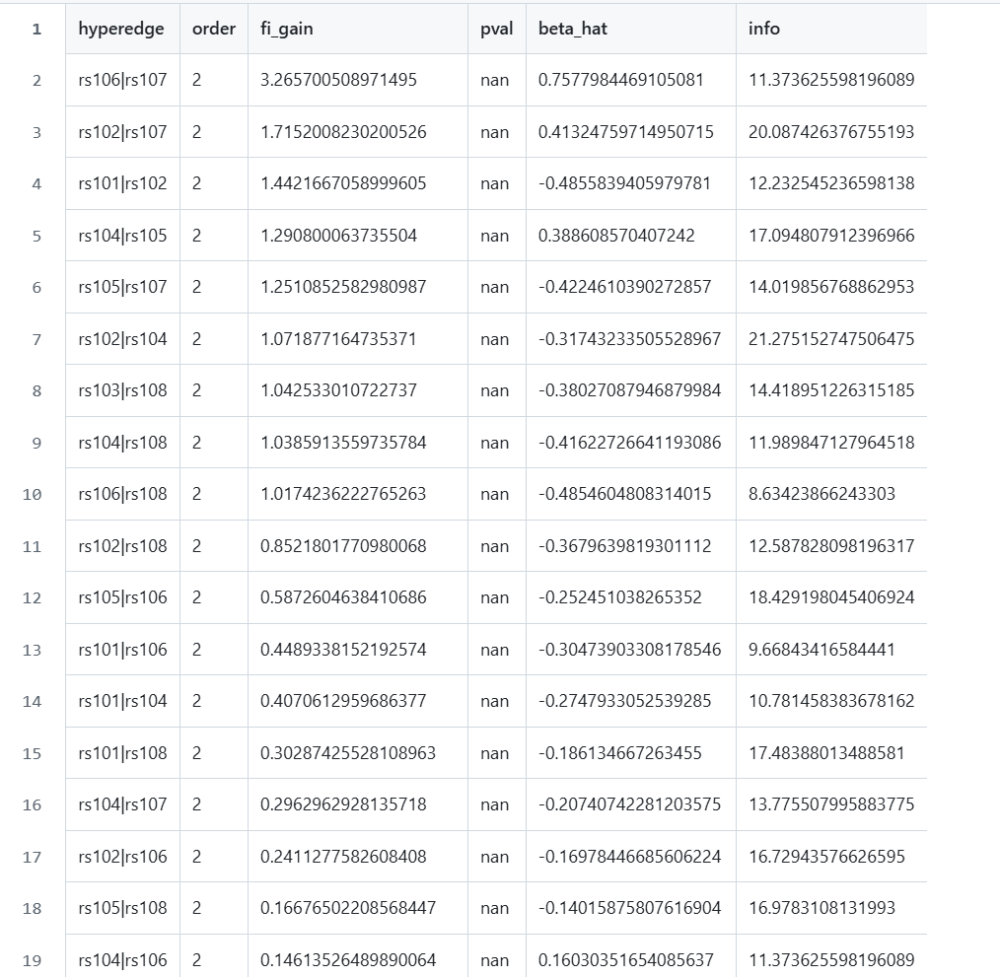 1 hyperedge order fi_gain pval beta_hat info
2 rs106|rs107 2 3.265700508971495 nan 0.7577984469105081 11.373625598196089
3 rs102|rs107 2 1.7152008230200526 nan 0.41324759714950715 20.087426376755193
4 rs101|rs102 2 1.4421667058999605 nan -0.4855839405979781 12.232545236598138
5 rs104|rs105 2 1.290800063735504 nan 0.388608570407242 17.094807912396966
6 rs105|rs107 2 1.2510852582980987 nan -0.4224610390272857 14.019856768862953
7 rs102|rs104 2 1.071877164735371 nan -0.31743233505528967 21.275152747506475
8 rs103|rs108 2 1.042533010722737 nan -0.38027087946879984 14.418951226315185
9 rs104|rs108 2 1.0385913559735784 nan -0.41622726641193086 11.989847127964518
10 rs106|rs108 2 1.0174236222765263 nan -0.4854604808314015 8.63423866243303
11 rs102|rs108 2 0.8521801770980068 nan -0.3679639819301112 12.587828098196317
12 rs105|rs106 2 0.5872604638410686 nan -0.252451038265352 18.429198045406924
13 rs101|rs106 2 0.4489338152192574 nan -0.30473903308178546 9.66843416584441
14 rs101|rs104 2 0.4070612959686377 nan -0.2747933052539285 10.781458383678162
15 rs101|rs108 2 0.30287425528108963 nan -0.186134667263455 17.48388013488581
16 rs104|rs107 2 0.2962962928135718 nan -0.20740742281203575 13.775507995883775
17 rs102|rs106 2 0.2411277582608408 nan -0.16978446685606224 16.72943576626595
18 rs105|rs108 2 0.16676502208568447 nan -0.14015875807616904 16.9783108131993
19 rs104|rs106 2 0.14613526489890064 nan 0.16030351654085637 11.373625598196089